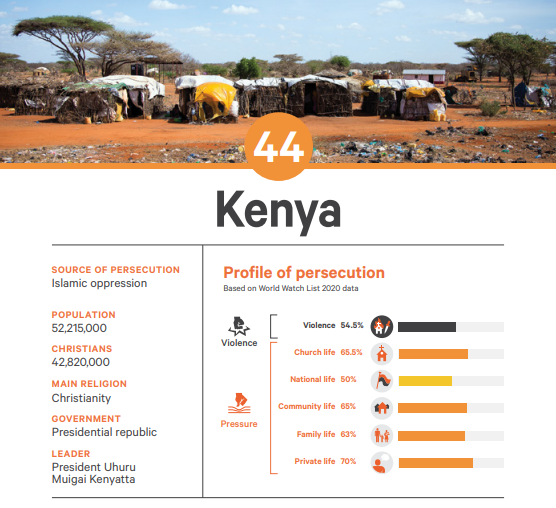 44
Kenya
SOURCE OF PERSECUTION
Islamic oppression
POPULATION
52,215,000
CHRISTIANS
42,820,000
MAIN RELIGION
Christianity
GOVERNMENT
Presidential republic
LEADER
President Uhuru
Muigai Kenyatta
Profile of persecution
Based on World Watch List 2020 data
Violence
Violence 54.5%
Pressure
Church life 65.5%
National life 50%
Community life 65%
Family life 63%
Private life 70%